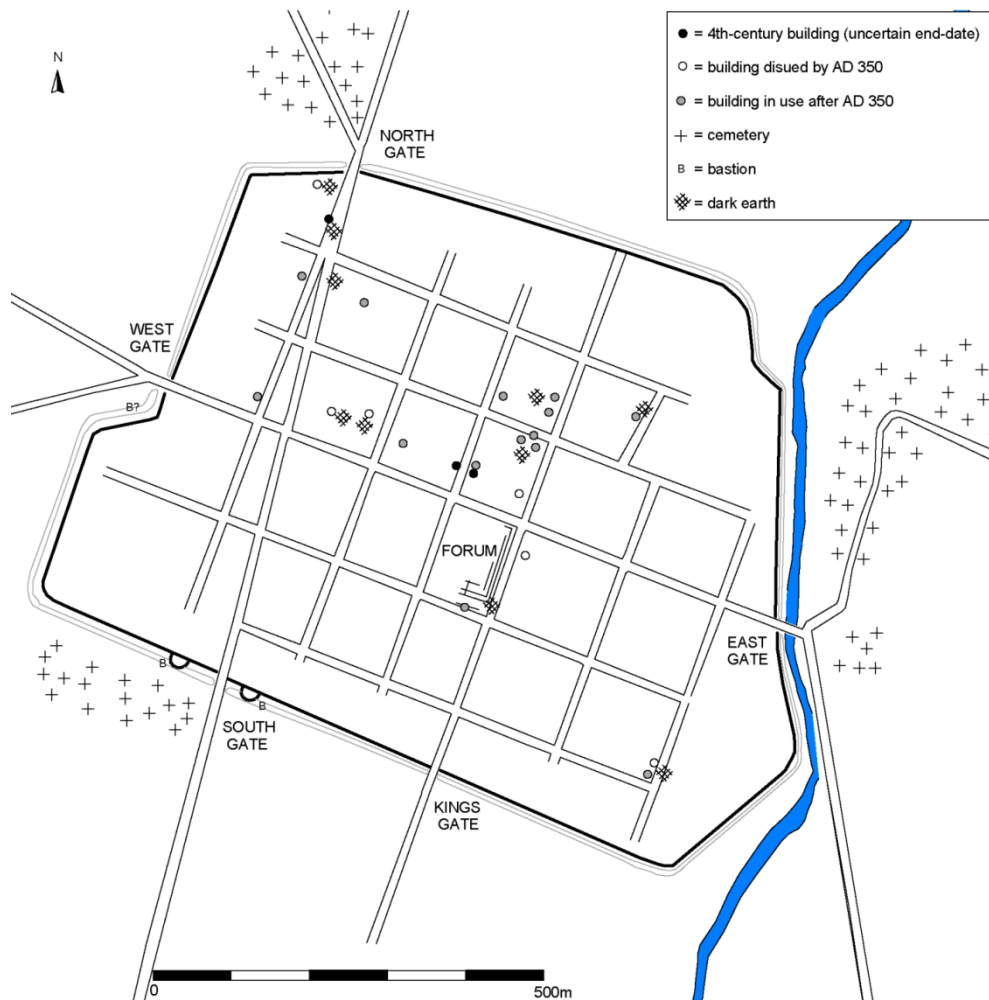 ● = 4th-century building (uncertain end-date)
○ = building disued by AD 350
● = building in use after AD 350
+ = cemetery
B = bastion
= dark earth
N
NORTH
GATE
WEST
GATE
B?
FORUM
EAST
GATE
B
B
SOUTH
GATE
KINGS
GATE
0
500m